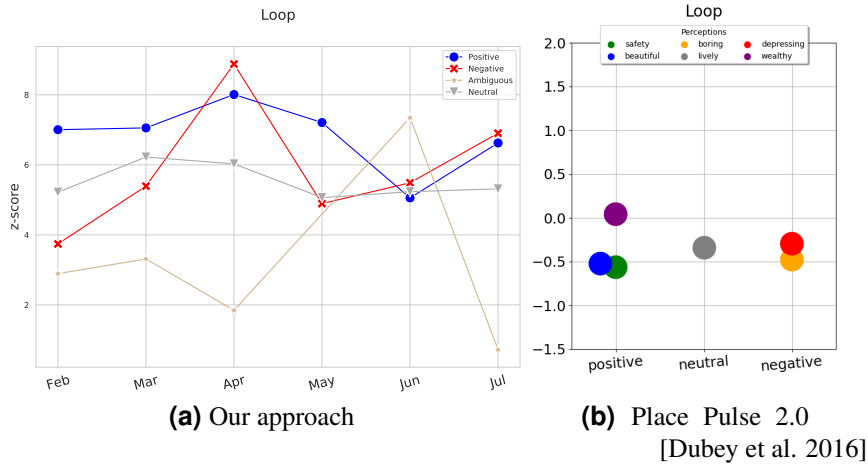 Loop
Positive
Negative
Ambiguous
Neutral
z-score
8
6
4
2
Feb
Mar
Apr
May
Jun
Jul
(a) Our approach
Loop
Perceptions
safety boring depressing
beautiful lively wealthy
2.0
1.5
1.0
0.5
0.0
−0.5
−1.0
−1.5
positive neutral negative
(b) Place Pulse 2.0
[Dubey et al. 2016]